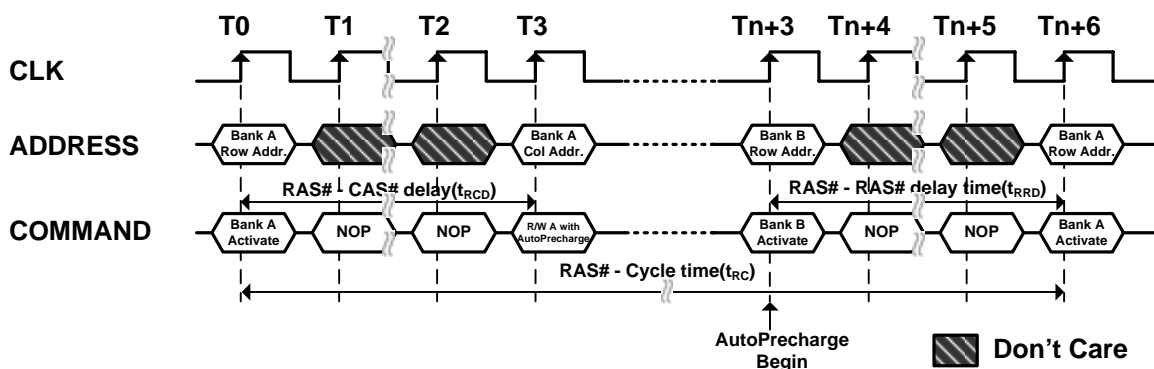 T0 T1 T2 T3 Tn+3 Tn+4 Tn+5 Tn+6
CLK
ADDRESS
Bank A
Row Addr.
Bank A
Col Addr.
Bank B
Row Addr.
Bank A
Row Addr.
RAS# - CAS# delay(tRCD)
RAS# - RAS# delay time(tRRD)
COMMAND
Bank A
Activate
NOP
NOP
R/W A with
AutoPrecharge
Bank B
Activate
NOP
NOP
Bank A
Activate
RAS# - Cycle time(tRC)
AutoPrecharge
Begin
Don't Care